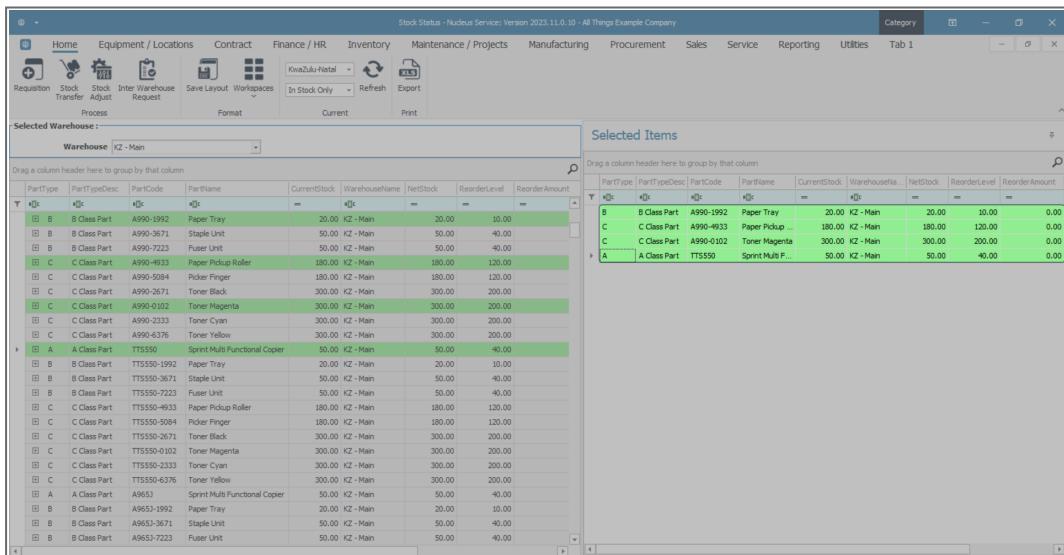 Stock Status - Nucleus Service; Version 2023.11.0.10 - All Things Example Company
Category
Home Equipment / Locations Contract Finance / HR Inventory Maintenance / Projects Manufacturing Procurement Sales Service Reporting Utilities Tab 1
KwaZulu-Natal
In Stock Only
Requisition Stock Transfer Stock Adjust Inter Warehouse Request Save Layout Workspaces Refresh XLS Export
Process Format Current Print
Selected Warehouse :
Warehouse KZ - Main
Drag a column header here to group by that column
PartType PartTypeDesc PartCode PartName CurrentStock WarehouseName NetStock ReorderLevel ReorderAmount
B B Class Part A990-1992 Paper Tray 20.00 KZ - Main 20.00 10.00
B B Class Part A990-3671 Staple Unit 50.00 KZ - Main 50.00 40.00
B B Class Part A990-7223 Fuser Unit 50.00 KZ - Main 50.00 40.00
C C Class Part A990-4933 Paper Pickup Roller 180.00 KZ - Main 180.00 120.00
C C Class Part A990-5084 Picker Finger 180.00 KZ - Main 180.00 120.00
C C Class Part A990-2671 Toner Black 300.00 KZ - Main 300.00 200.00
C C Class Part A990-0102 Toner Magenta 300.00 KZ - Main 300.00 200.00
C C Class Part A990-2333 Toner Cyan 300.00 KZ - Main 300.00 200.00
C C Class Part A990-6376 Toner Yellow 300.00 KZ - Main 300.00 200.00
A A Class Part TTS550 Sprint Multi Functional Copier 50.00 KZ - Main 50.00 40.00
B B Class Part TTS550-1992 Paper Tray 20.00 KZ - Main 20.00 10.00
B B Class Part TTS550-3671 Staple Unit 50.00 KZ - Main 50.00 40.00
B B Class Part TTS550-7223 Fuser Unit 50.00 KZ - Main 50.00 40.00
C C Class Part TTS550-4933 Paper Pickup Roller 180.00 KZ - Main 180.00 120.00
C C Class Part TTS550-5084 Picker Finger 180.00 KZ - Main 180.00 120.00
C C Class Part TTS550-2671 Toner Black 300.00 KZ - Main 300.00 200.00
C C Class Part TTS550-0102 Toner Magenta 300.00 KZ - Main 300.00 200.00
C C Class Part TTS550-2333 Toner Cyan 300.00 KZ - Main 300.00 200.00
C C Class Part TTS550-6376 Toner Yellow 300.00 KZ - Main 300.00 200.00
A A Class Part A965J Sprint Multi Functional Copier 50.00 KZ - Main 50.00 40.00
B B Class Part A965J-1992 Paper Tray 20.00 KZ - Main 20.00 10.00
B B Class Part A965J-3671 Staple Unit 50.00 KZ - Main 50.00 40.00
B B Class Part A965J-7223 Fuser Unit 50.00 KZ - Main 50.00 40.00
Selected Items
Drag a column header here to group by that column
PartType PartTypeDesc PartCode PartName CurrentStock WarehouseNa... NetStock ReorderLevel ReorderAmount
B B Class Part A990-1992 Paper Tray 20.00 KZ - Main 20.00 10.00 0.00
C C Class Part A990-4933 Paper Pickup ... 180.00 KZ - Main 180.00 120.00 0.00
C C Class Part A990-0102 Toner Magenta 300.00 KZ - Main 300.00 200.00 0.00
A A Class Part TTS550 Sprint Multi F... 50.00 KZ - Main 50.00 40.00 0.00